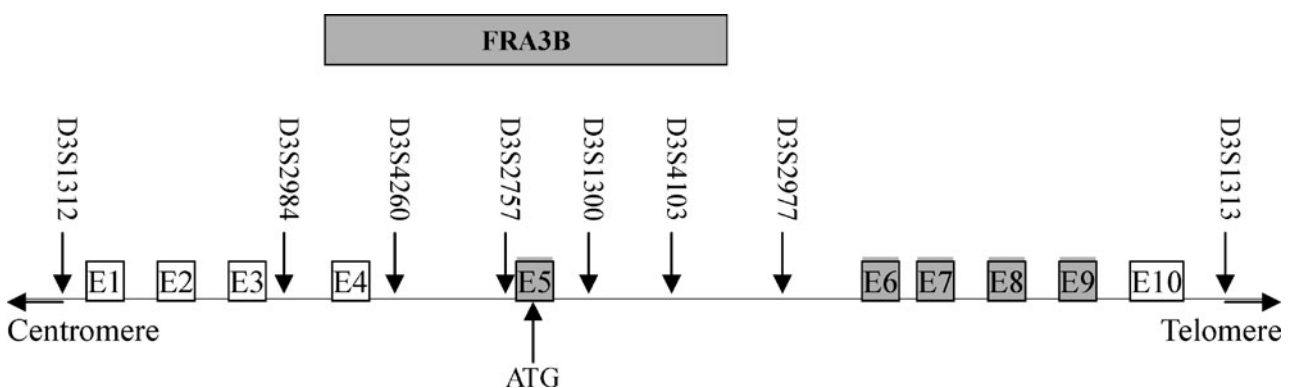 FRA3B
D3S1312 D3S2984 D3S4260 D3S2757 D3S1300 D3S4103 D3S2977 D3S1313
E1 E2 E3 E4 E5 E6 E7 E8 E9 E10
Centromere Telomere
ATG